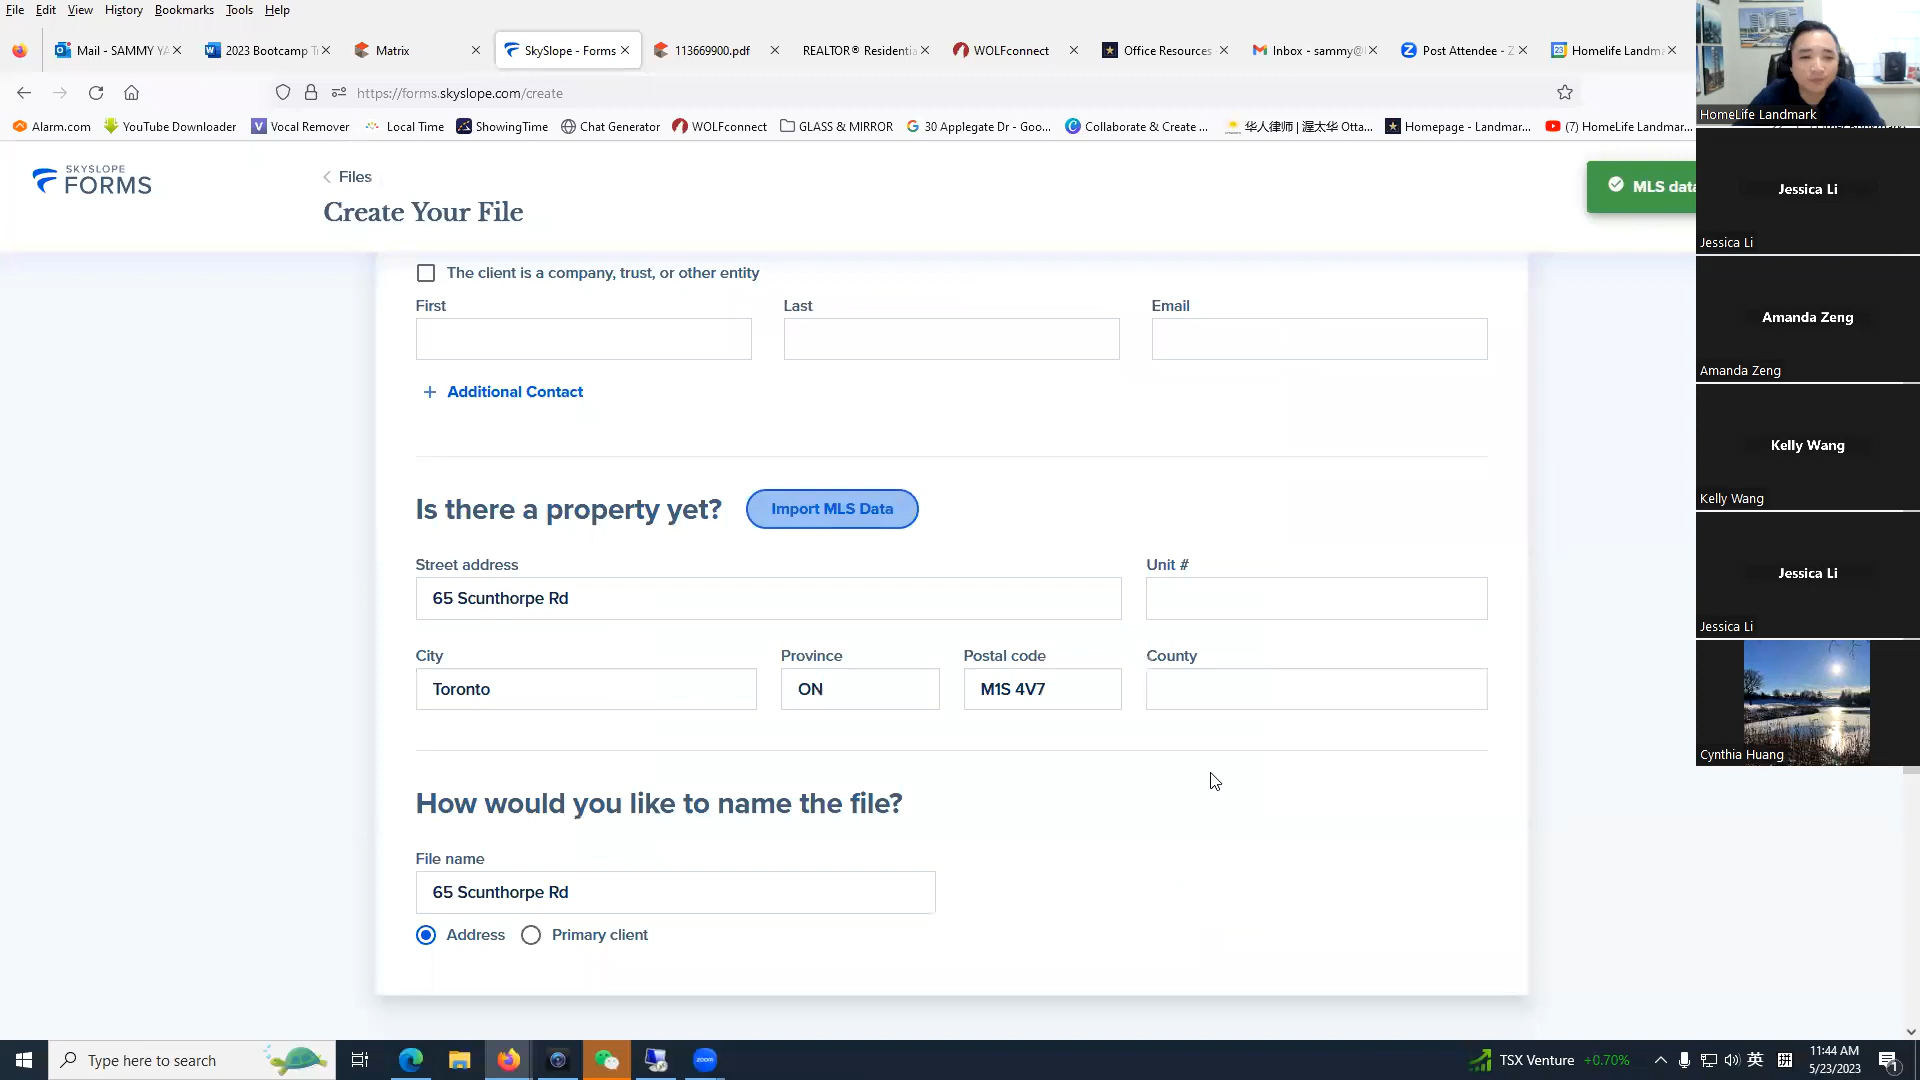 File Edit View History Bookmarks Tools Help
Mail - SAMMY YA
2023 Bootcamp T
Matrix
SkySlope - Forms
113669900.pdf
REALTOR® Residentia
WOLFconnect
Office Resources
Inbox - sammy@
Post Attendee - Z
23
Homelife Landma
https://forms.skyslope.com/create
Alarm.com
YouTube Downloader
Vocal Remover
Local Time
ShowingTime
Chat Generator
WOLFconnect
GLASS & MIRROR
30 Applegate Dr - Goo...
Collaborate & Create ...
华人律师 | 渥太华 Otta...
Homepage - Landmar...
(7) HomeLife Landmar...
SKYSLOPE
FORMS
Files
Create Your File
MLS data
The client is a company, trust, or other entity
First Last Email
Additional Contact
Is there a property yet? Import MLS Data
Street address Unit #
65 Scunthorpe Rd
City Province Postal code County
Toronto ON M1S 4V7
How would you like to name the file?
File name
65 Scunthorpe Rd
Address Primary client
HomeLife Landmark
Jessica Li
Jessica Li
Amanda Zeng
Amanda Zeng
Kelly Wang
Kelly Wang
Jessica Li
Jessica Li
Cynthia Huang
Type here to search
zoom
TSX Venture +0.70%
英
拼
11:44 AM
5/23/2023
1